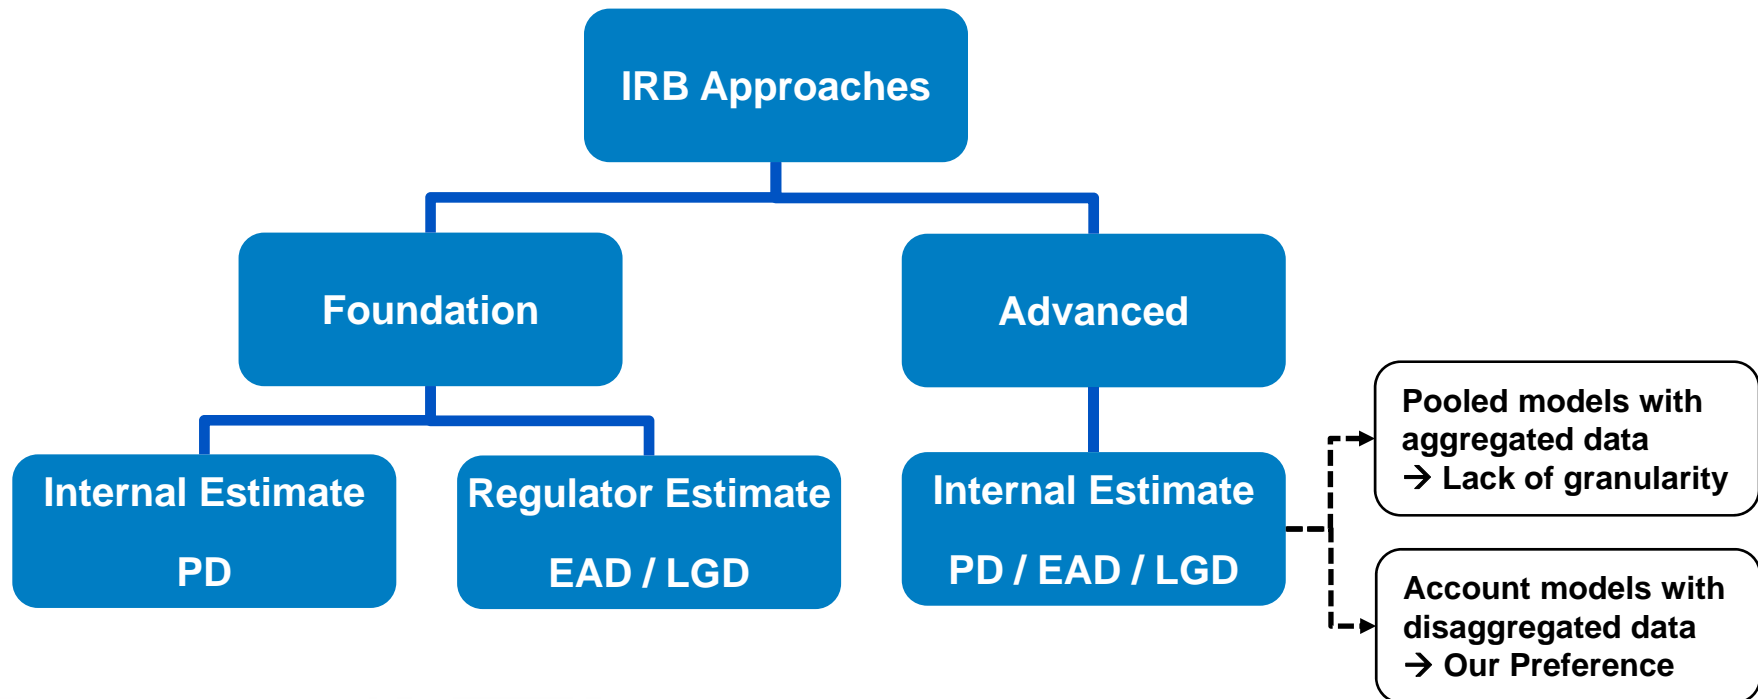 IRB Approaches
Foundation
Advanced
Internal Estimate
PD
Regulator Estimate
EAD / LGD
Internal Estimate
PD / EAD / LGD
Pooled models with
aggregated data
→ Lack of granularity
Account models with
disaggregated data
→ Our Preference